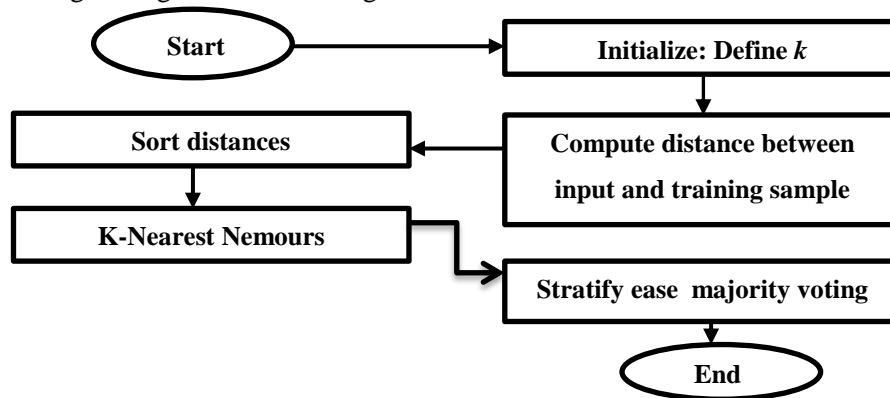 Start
Initialize: Define k
Compute distance between
input and training sample
Sort distances
K-Nearest Nemours
Stratify ease majority voting
End